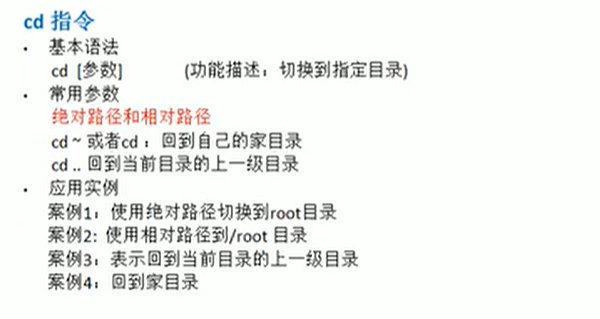 cd 指令
• 基本语法
cd [参数] (功能描述：切换到指定目录)
• 常用参数
绝对路径和相对路径
cd ~ 或者cd ：回到自己的家目录
cd .. 回到当前目录的上一级目录
• 应用实例
案例1：使用绝对路径切换到root目录
案例2: 使用相对路径到/root 目录
案例3：表示回到当前目录的上一级目录
案例4：回到家目录